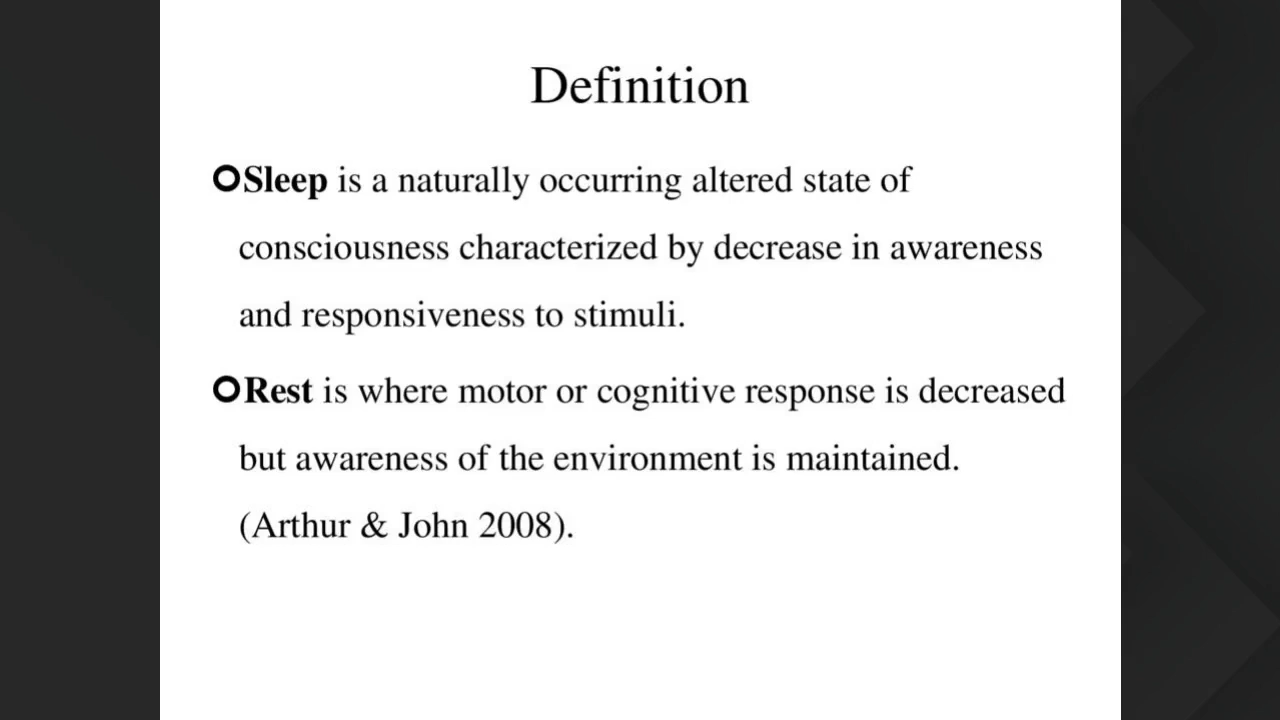 Definition
Sleep is a naturally occurring altered state of
consciousness characterized by decrease in awareness
and responsiveness to stimuli.
Rest is where motor or cognitive response is decreased
but awareness of the environment is maintained.
(Arthur & John 2008).